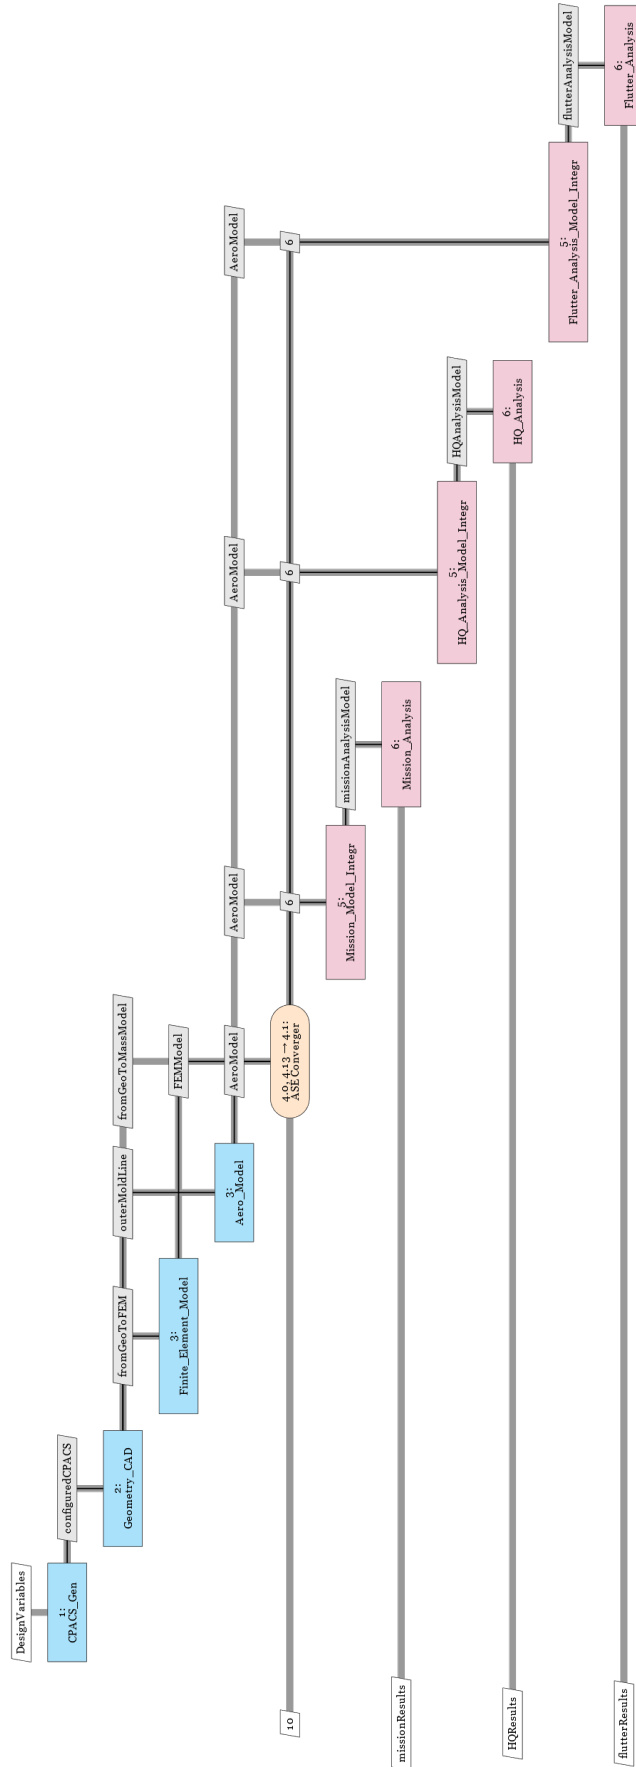 DesignVariables
1:
CPACS_Gen
configuredCPACS
2:
Geometry_CAD
fromGeoToFEM
outerMoldLine
fromGeoToMassModel
3:
Finite_Element_Model
FEMModel
3:
Aero_Model
AeroModel
AeroModel
AeroModel
AeroModel
10
4.0, 4.13 → 4.1:
ASEConverger
6
6
6
5:
Mission_Model_Integr
missionAnalysisModel
missionResults
6:
Mission_Analysis
5:
HQ_Analysis_Model_Integr
HQAnalysisModel
HQResults
6:
HQ_Analysis
5:
Flutter_Analysis_Model_Integr
flutterAnalysisModel
flutterResults
6:
Flutter_Analysis